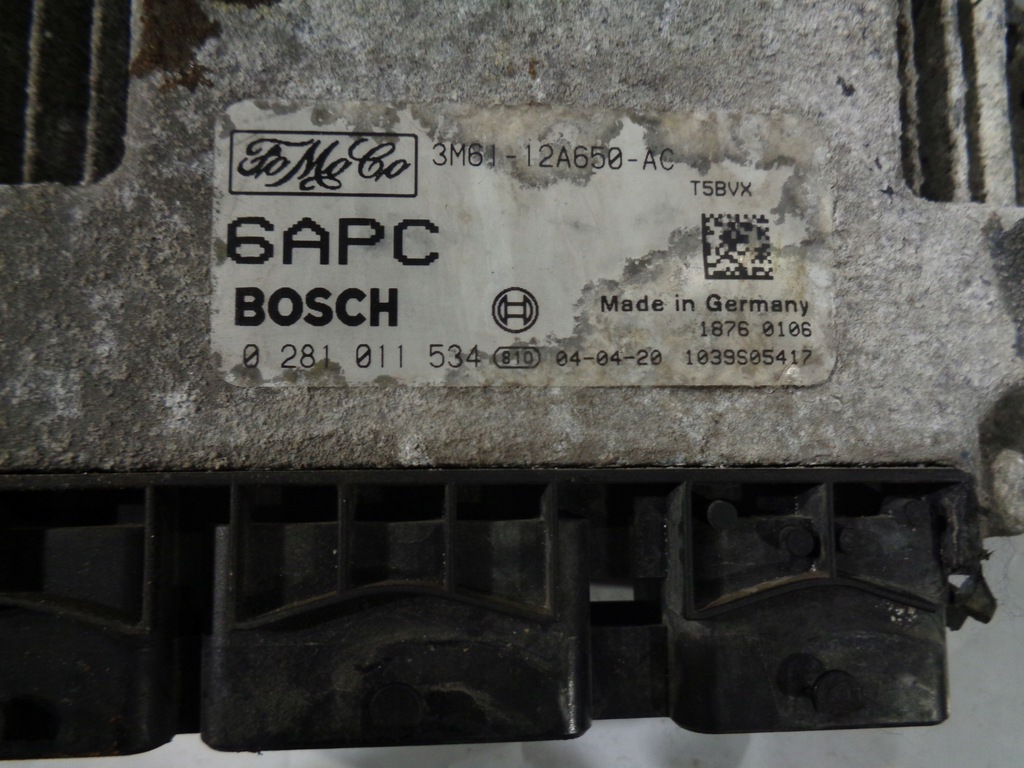 FoMoCo 3M61-12A650-AC
T5BVX
6APC
BOSCH Made in Germany
1876 0106
0 281 011 534 810 04-04-20 1039S05417